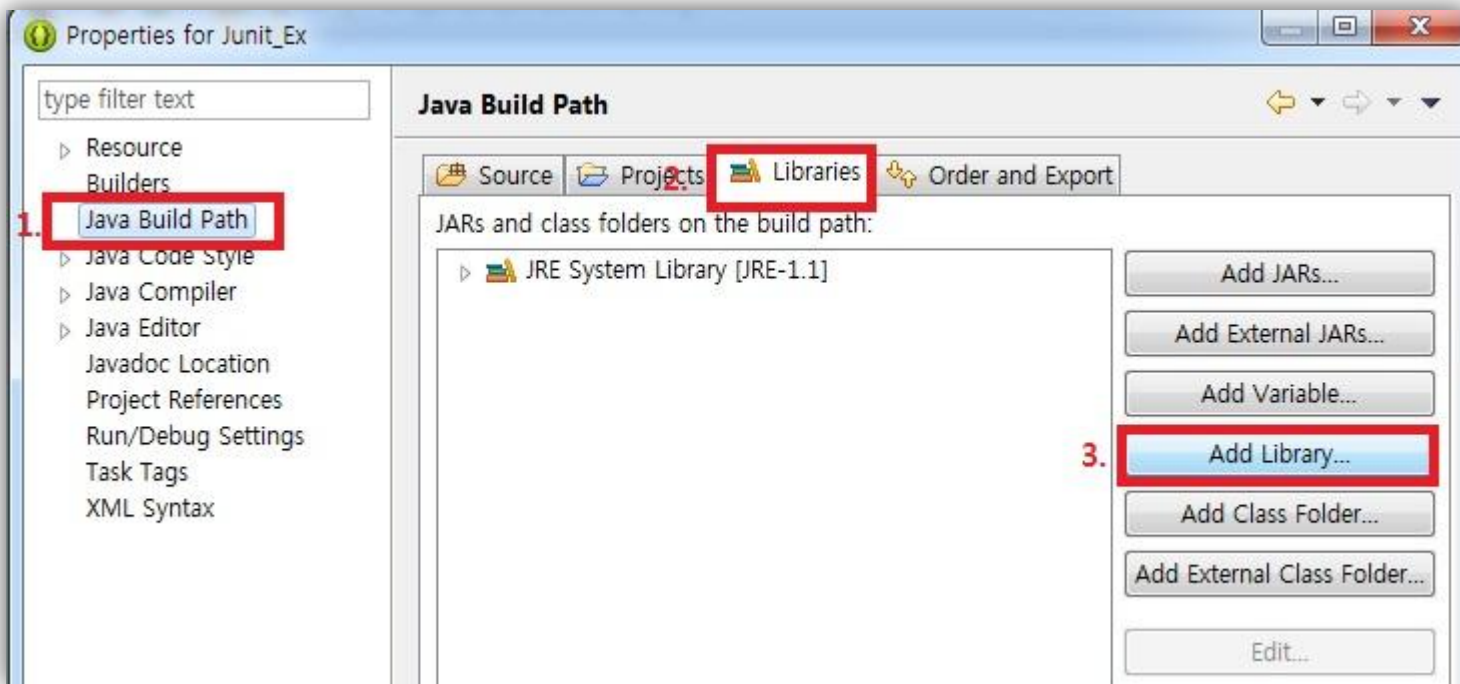 Properties for Junit_Ex
type filter text
Resource
Builders
1. Java Build Path
Java Code Style
Java Compiler
Java Editor
Javadoc Location
Project References
Run/Debug Settings
Task Tags
XML Syntax
Java Build Path
Source Projects 2. Libraries Order and Export
JARs and class folders on the build path:
JRE System Library [JRE-1.1]
Add JARs...
Add External JARs...
Add Variable...
3. Add Library...
Add Class Folder...
Add External Class Folder...
Edit...